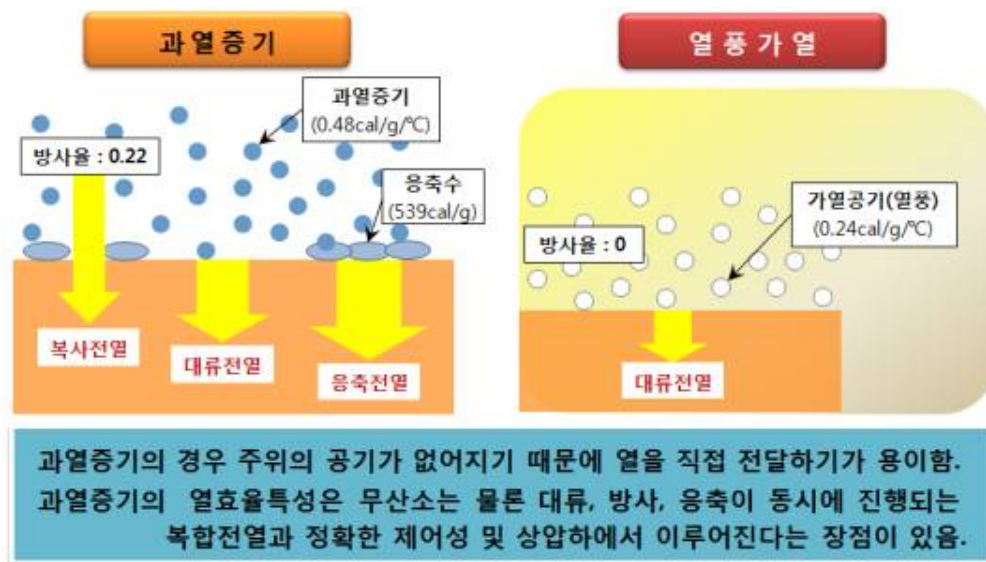 과열증기
열풍가열
과열증기
(0.48cal/g/℃)
방사율 : 0.22
응축수
(539cal/g)
가열공기(열풍)
(0.24cal/g/℃)
방사율 : 0
복사전열
대류전열
응축전열
대류전열
과열증기의 경우 주위의 공기가 없어지기 때문에 열을 직접 전달하기가 용이함.
과열증기의 열효율특성은 무산소는 물론 대류, 방사, 응축이 동시에 진행되는
복합전열과 정확한 제어성 및 상압하에서 이루어진다는 장점이 있음.